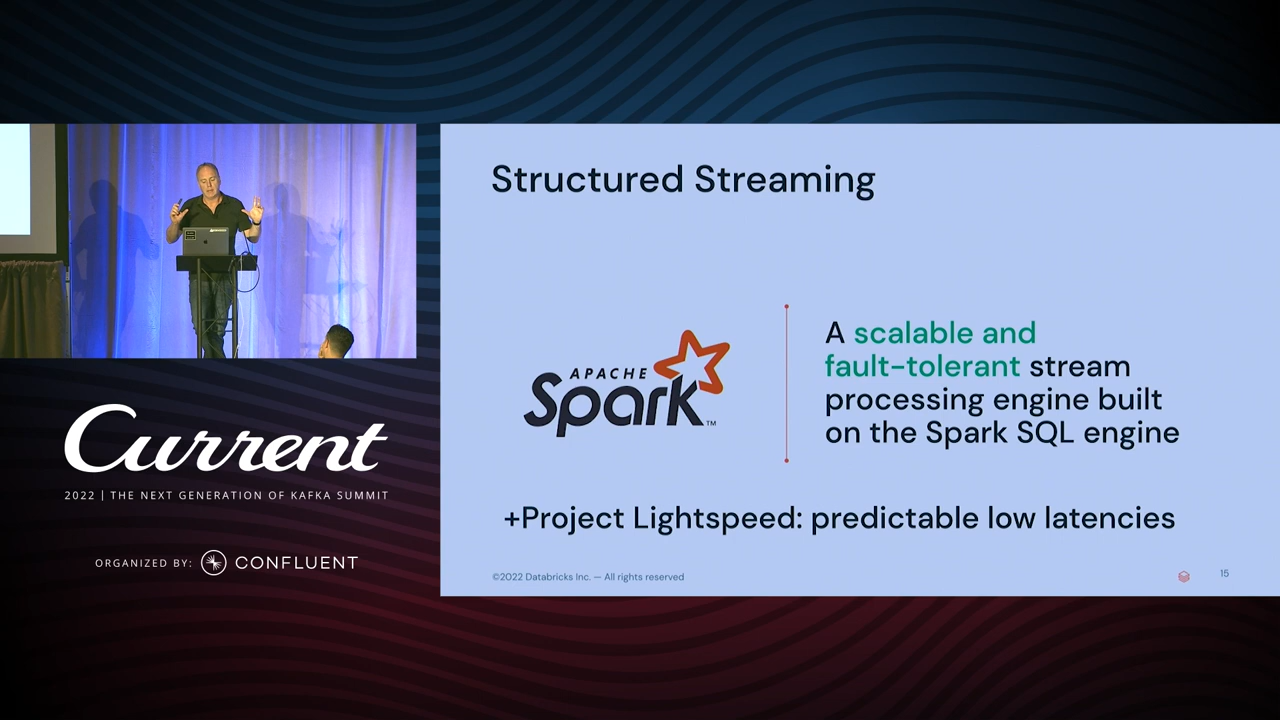 Structured Streaming
APACHE
Spark™
A scalable and
fault-tolerant stream
processing engine built
on the Spark SQL engine
+Project Lightspeed: predictable low latencies
©2022 Databricks Inc. — All rights reserved
15
Current
2022 | THE NEXT GENERATION OF KAFKA SUMMIT
ORGANIZED BY: CONFLUENT